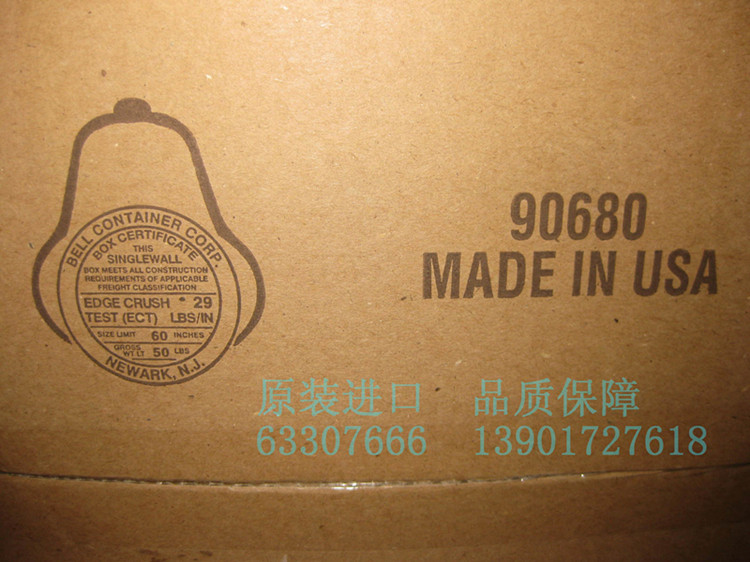 BELL CONTAINER CORP.
BOX CERTIFICATE
THIS
SINGLEWALL
BOX MEETS ALL CONSTRUCTION
REQUIREMENTS OF APPLICABLE
FREIGHT CLASSIFICATION
EDGE CRUSH * 29
TEST (ECT) LBS/IN
SIZE LIMIT 60 INCHES
GROSS WT LT 50 LBS
NEWARK, N.J.
90680
MADE IN USA
原装进口 品质保障
63307666 13901727618